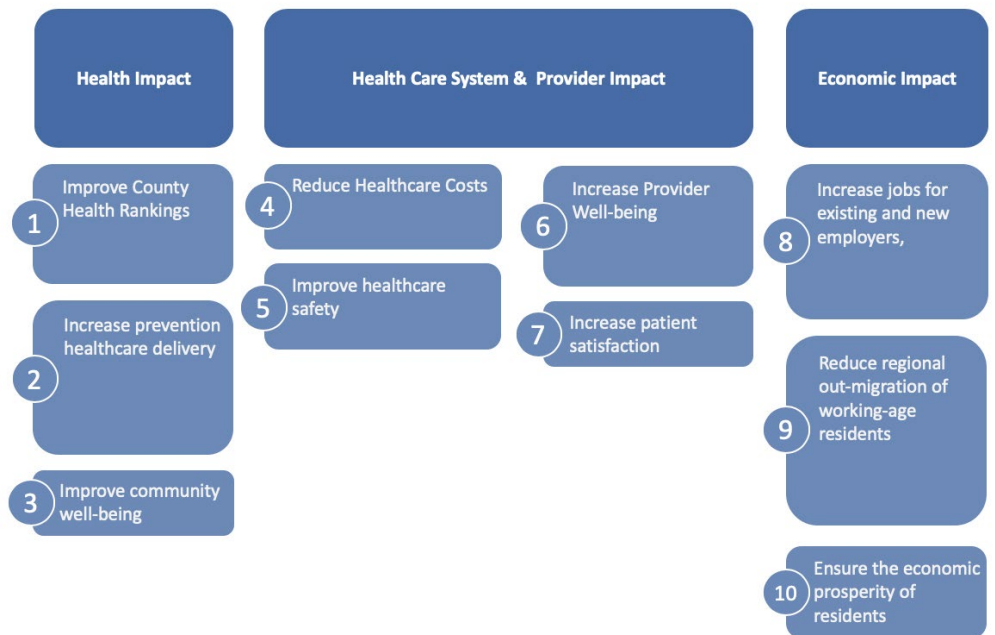 Health Impact
Health Care System & Provider Impact
Economic Impact
1
Improve County
Health Rankings
2
Increase prevention
healthcare delivery
3
Improve community
well-being
4
Reduce Healthcare Costs
5
Improve healthcare
safety
6
Increase Provider
Well-being
7
Increase patient
satisfaction
8
Increase jobs for
existing and new
employers,
9
Reduce regional
out-migration of
working-age
residents
10
Ensure the economic
prosperity of
residents